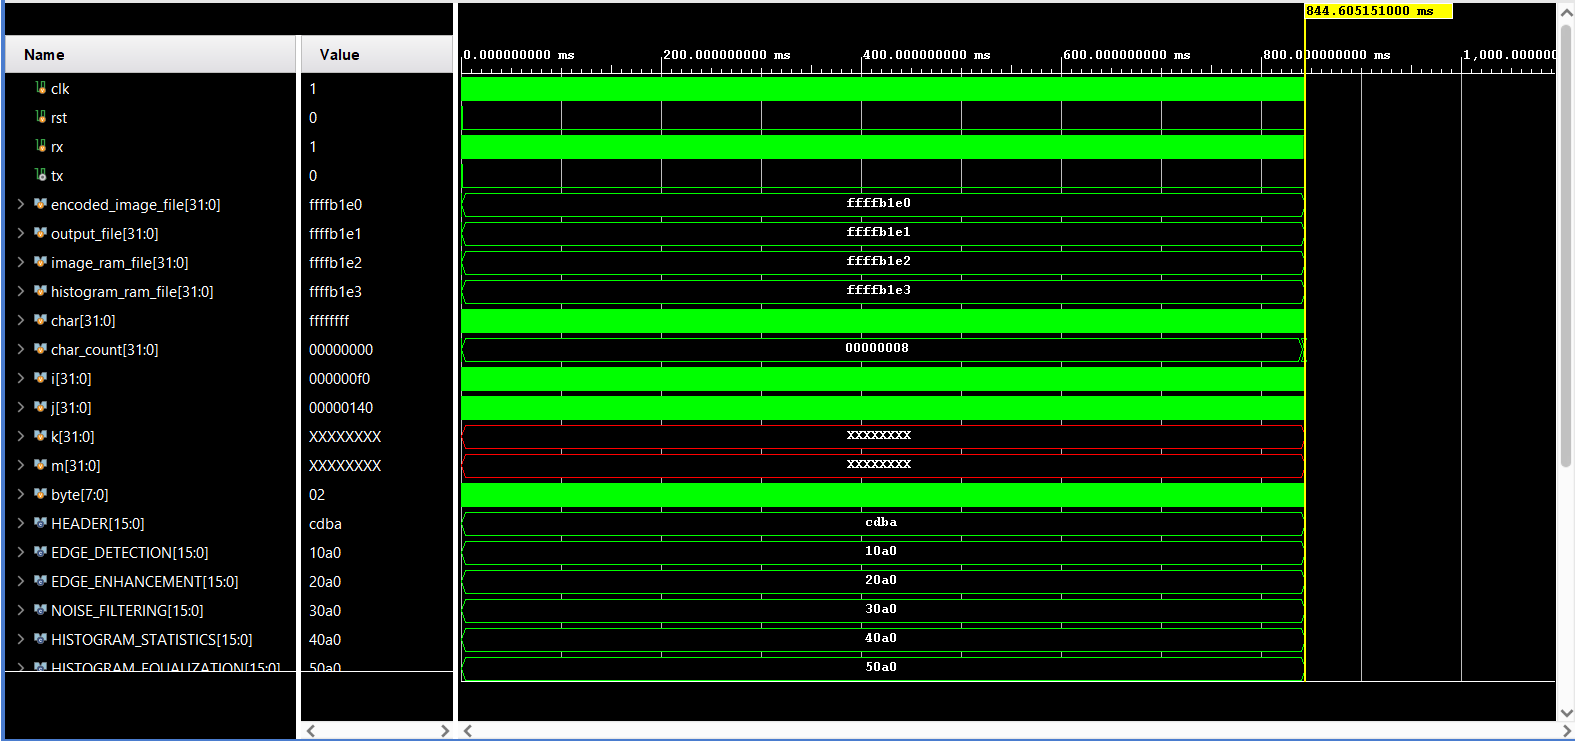 844.605151000 ms
Name Value
0.000000000 ms 200.000000000 ms 400.000000000 ms 600.000000000 ms 800.000000000 ms 1,000.000000
clk 1
rst 0
rx 1
tx 0
encoded_image_file[31:0] ffffb1e0 ffffb1e0
output_file[31:0] ffffb1e1 ffffb1e1
image_ram_file[31:0] ffffb1e2 ffffb1e2
histogram_ram_file[31:0] ffffb1e3 ffffb1e3
char[31:0] ffffffff
char_count[31:0] 00000000 00000008
i[31:0] 000000f0
j[31:0] 00000140
k[31:0] XXXXXXXX XXXXXXXX
m[31:0] XXXXXXXX XXXXXXXX
byte[7:0] 02
HEADER[15:0] cdba cdba
EDGE_DETECTION[15:0] 10a0 10a0
EDGE_ENHANCEMENT[15:0] 20a0 20a0
NOISE_FILTERING[15:0] 30a0 30a0
HISTOGRAM_STATISTICS[15:0] 40a0 40a0
HISTOGRAM_EQUALIZATION[15:0] 50a0 50a0